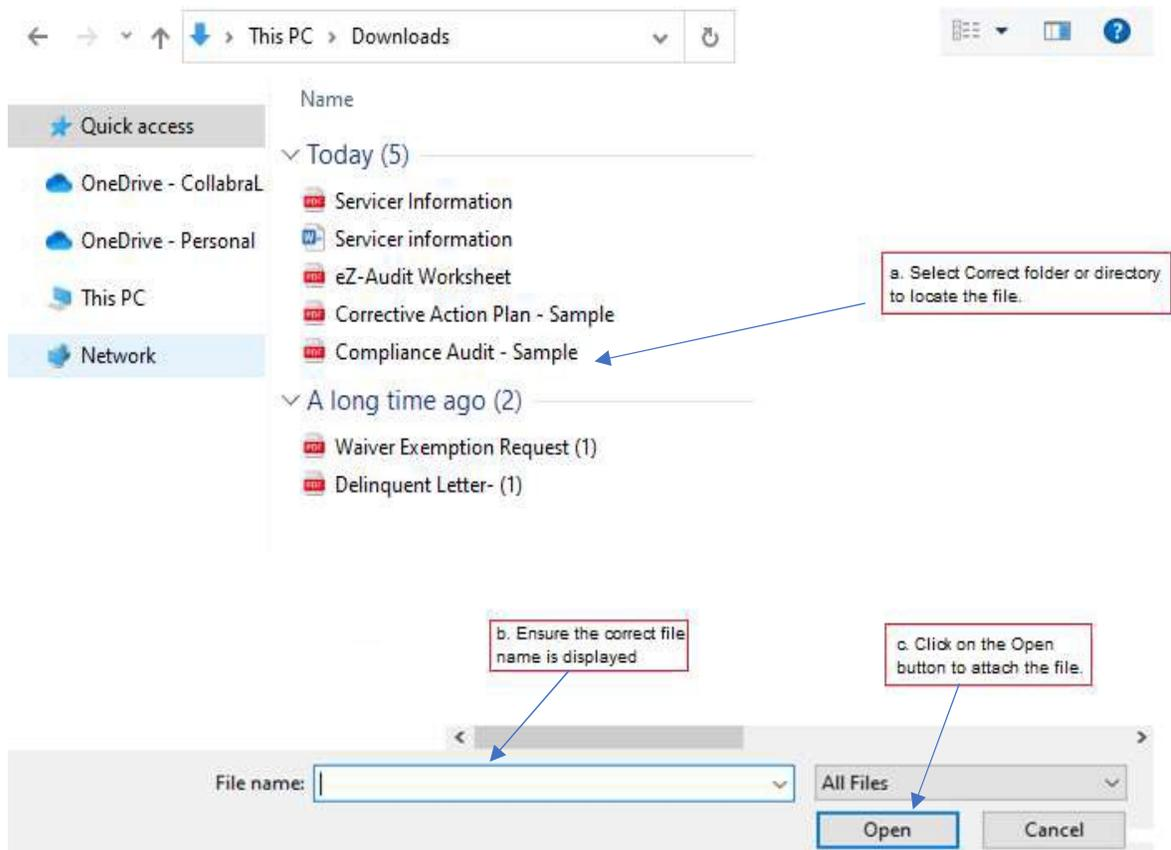 This PC > Downloads
Name
Quick access
OneDrive - CollabraL
OneDrive - Personal
This PC
Network
Today (5)
Servicer Information
Servicer information
eZ-Audit Worksheet
Corrective Action Plan - Sample
Compliance Audit - Sample
A long time ago (2)
Waiver Exemption Request (1)
Delinquent Letter- (1)
a. Select Correct folder or directory
to locate the file.
b. Ensure the correct file
name is displayed
c. Click on the Open
button to attach the file.
File name:
All Files
Open
Cancel